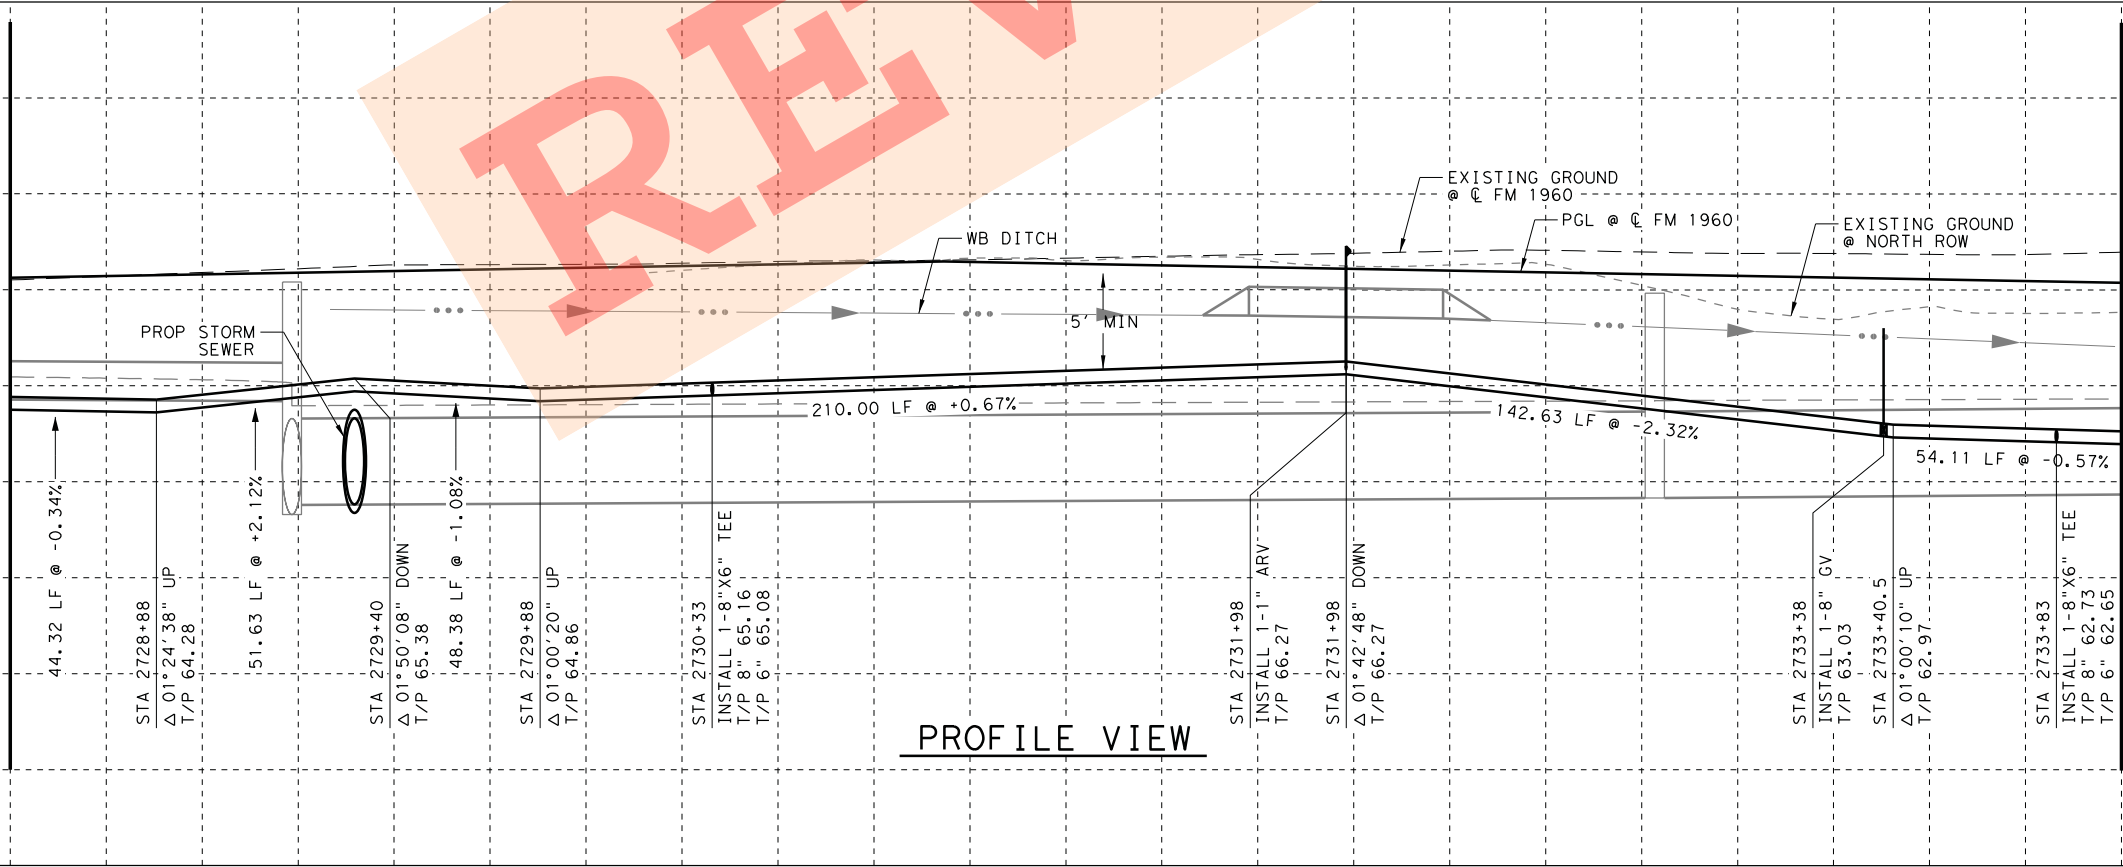 REV
EXISTING GROUND
@ ℄ FM 1960
PGL @ ℄ FM 1960
EXISTING GROUND
@ NORTH ROW
WB DITCH
PROP STORM
SEWER
5' MIN
210.00 LF @ +0.67%
142.63 LF @ -2.32%
54.11 LF @ -0.57%
44.32 LF @ -0.34%
STA 2728+88
Δ 01°24'38" UP
T/P 64.28
51.63 LF @ +2.12%
STA 2729+40
Δ 01°50'08" DOWN
T/P 65.38
48.38 LF @ -1.08%
STA 2729+88
Δ 01°00'20" UP
T/P 64.86
STA 2730+33
INSTALL 1-8"X6" TEE
T/P 8" 65.16
T/P 6" 65.08
STA 2731+98
INSTALL 1-1" ARV
T/P 66.27
STA 2731+98
Δ 01°42'48" DOWN
T/P 66.27
STA 2733+38
INSTALL 1-8" GV
T/P 63.03
STA 2733+40.5
Δ 01°00'10" UP
T/P 62.97
STA 2733+83
INSTALL 1-8"X6" TEE
T/P 8" 62.73
T/P 6" 62.65
PROFILE VIEW